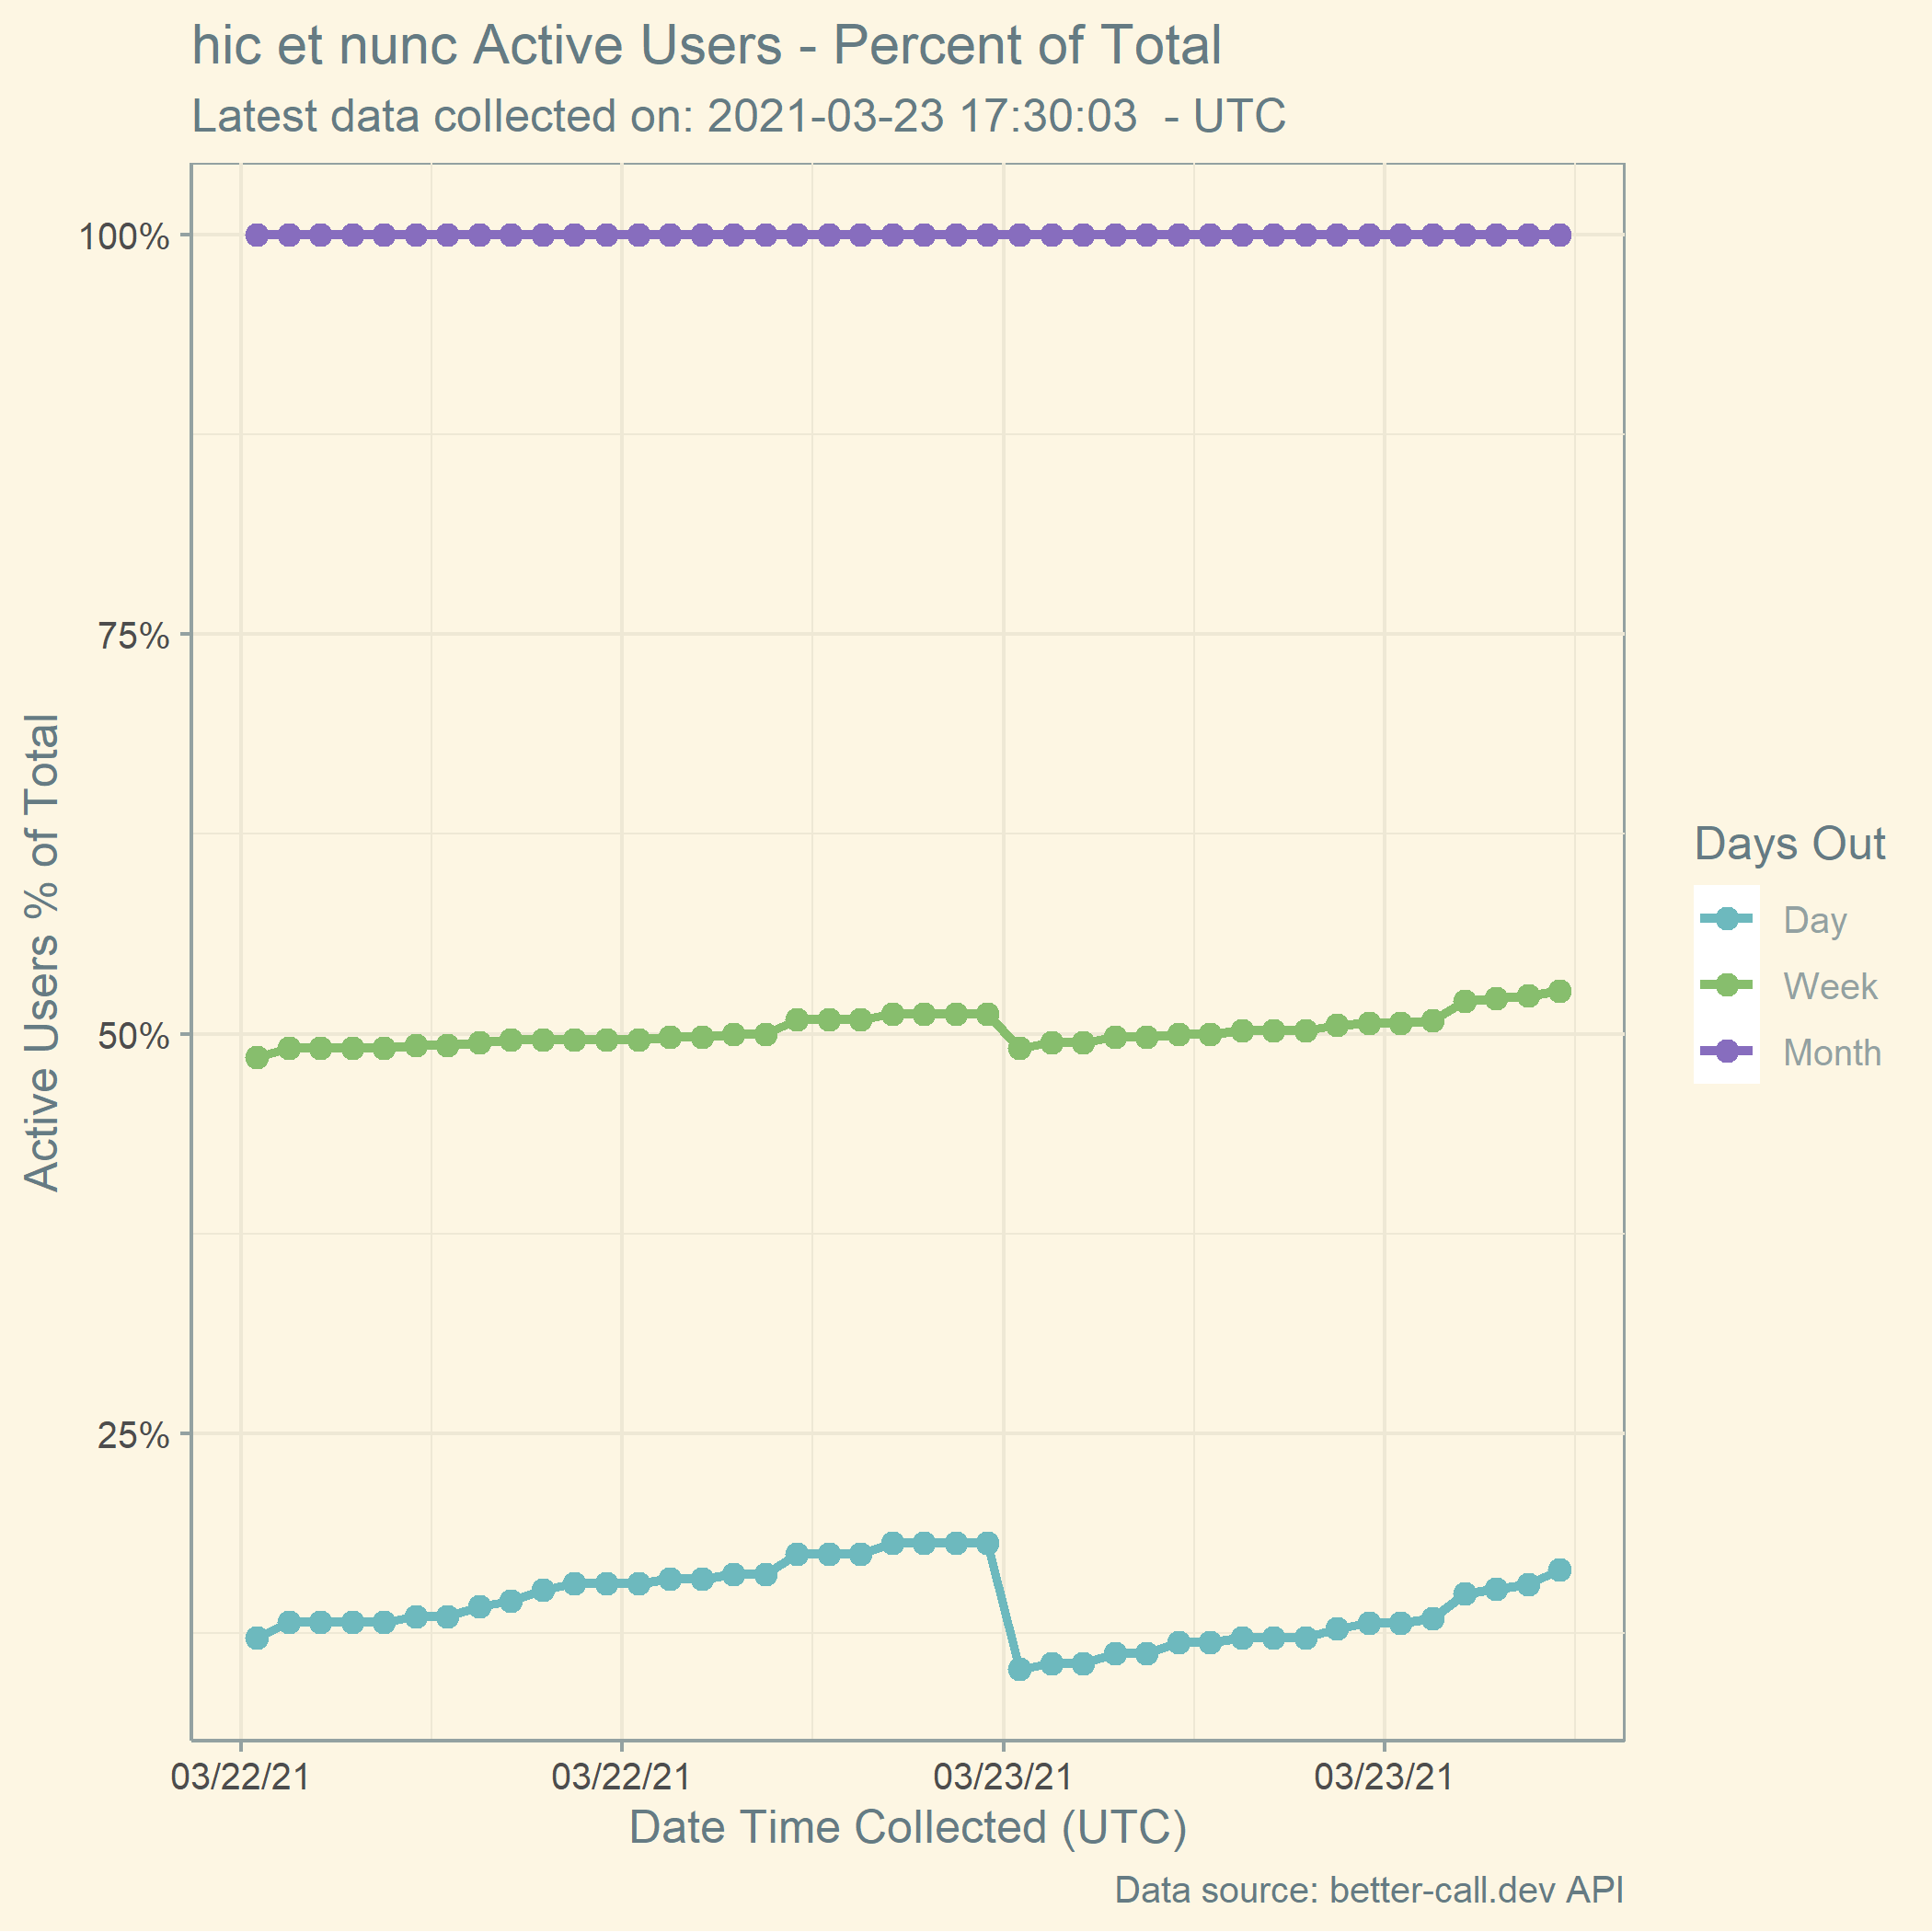 hic et nunc Active Users - Percent of Total
Latest data collected on: 2021-03-23 17:30:03  - UTC
Active Users % of Total
100%
75%
50%
25%
03/22/21
03/22/21
03/23/21
03/23/21
Date Time Collected (UTC)
Days Out
Day
Week
Month
Data source: better-call.dev API